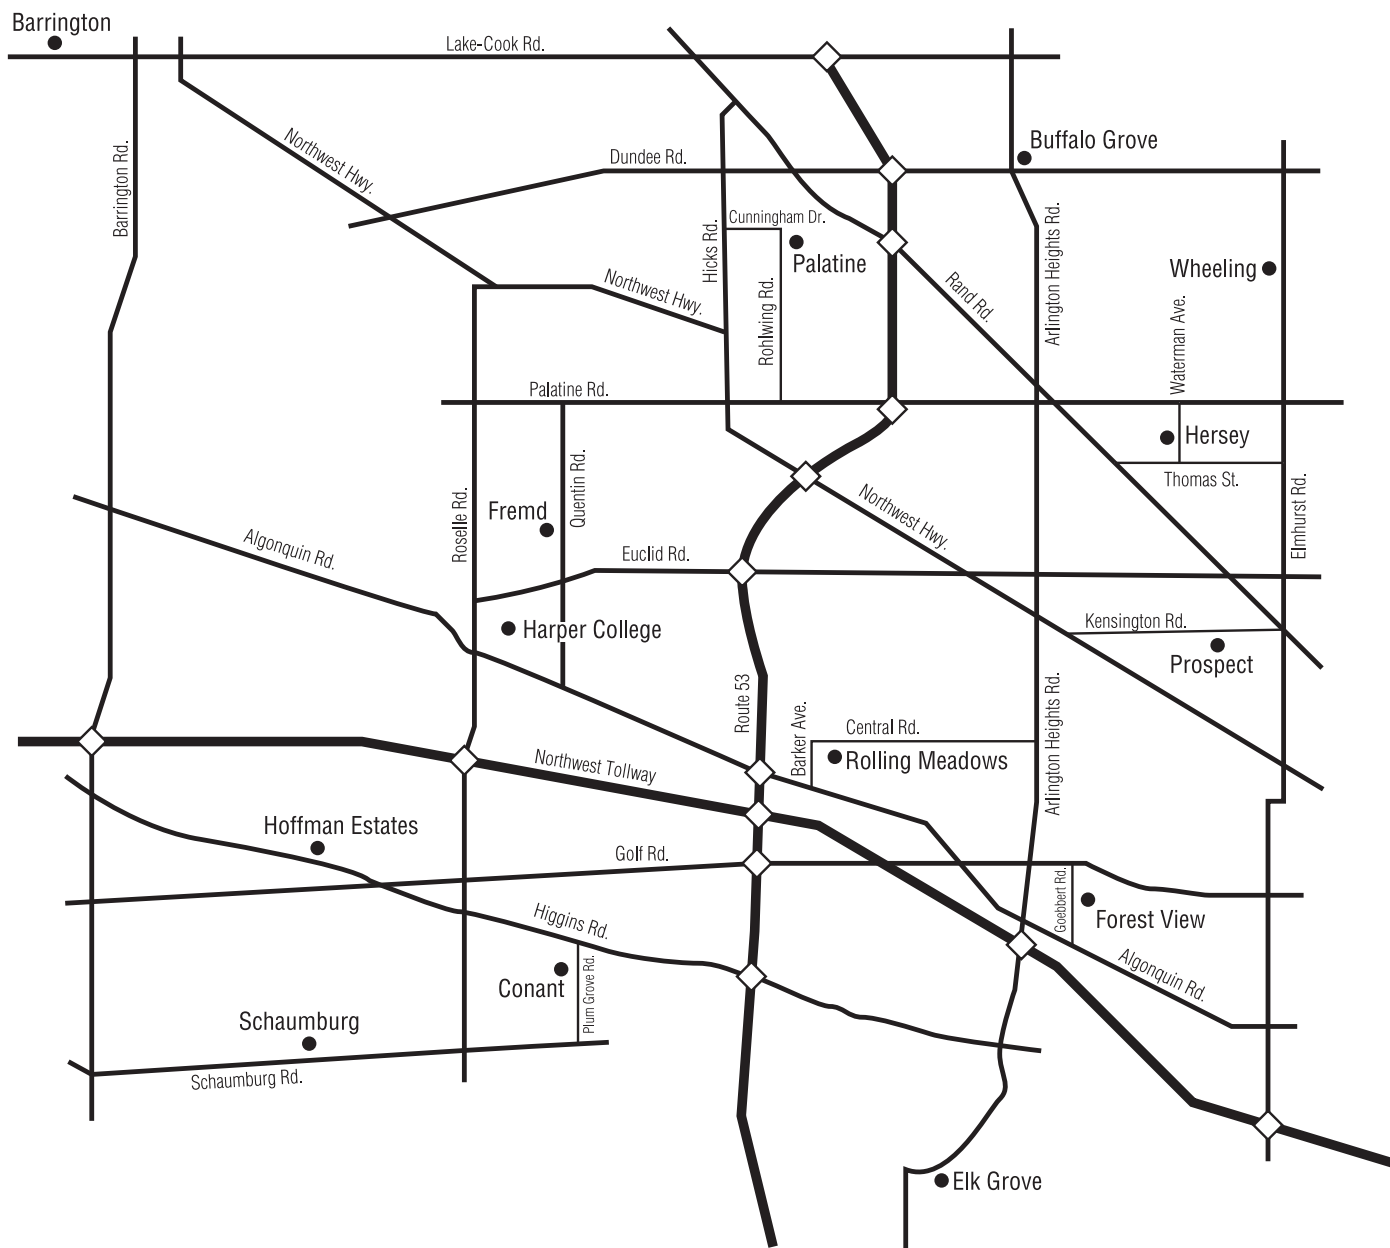 Barrington
Lake-Cook Rd.
Barrington Rd.
Northwest Hwy.
Dundee Rd.
Buffalo Grove
Cunningham Dr.
Hicks Rd.
Palatine
Rohlwing Rd.
Rand Rd.
Arlington Heights Rd.
Wheeling
Northwest Hwy.
Waterman Ave.
Palatine Rd.
Hersey
Thomas St.
Elmhurst Rd.
Roselle Rd.
Fremd
Quentin Rd.
Algonquin Rd.
Northwest Hwy.
Euclid Rd.
Harper College
Kensington Rd.
Prospect
Route 53
Barker Ave.
Central Rd.
Rolling Meadows
Arlington Heights Rd.
Northwest Tollway
Hoffman Estates
Golf Rd.
Goebbert Rd.
Forest View
Higgins Rd.
Algonquin Rd.
Conant
Plum Grove Rd.
Schaumburg
Schaumburg Rd.
Elk Grove